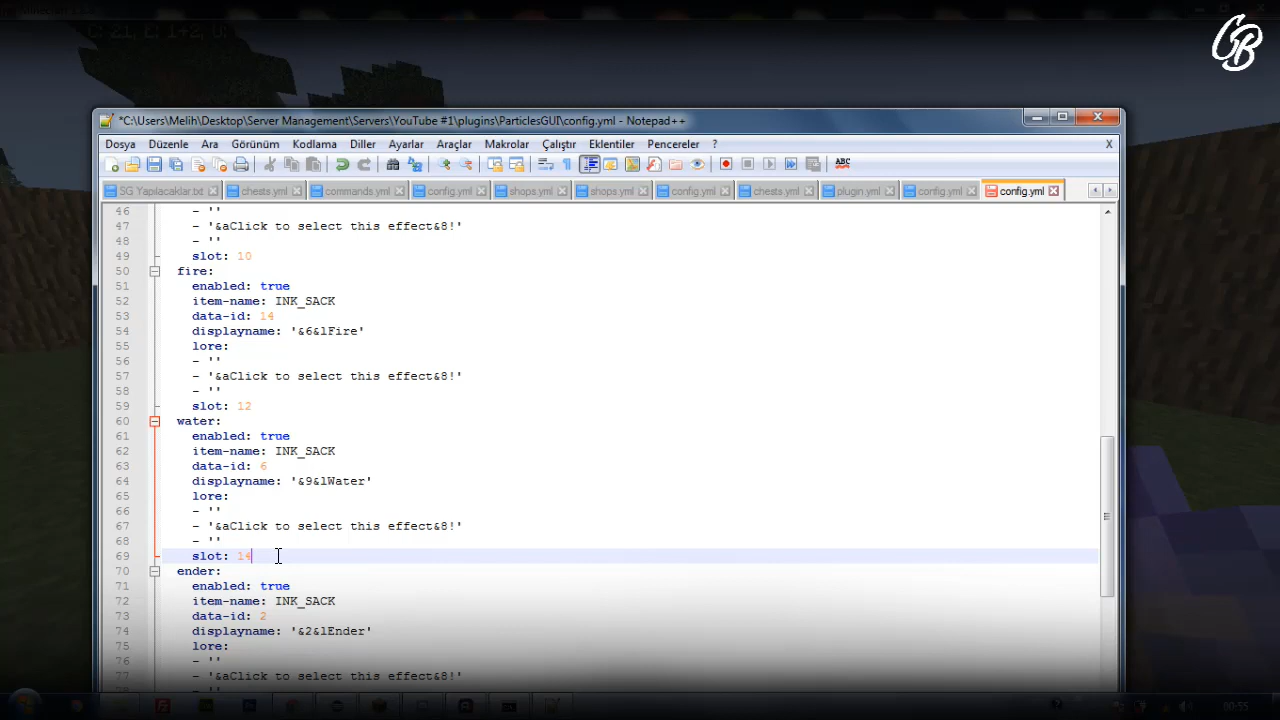 C: 21, E: 142, U:
GB
*C:\Users\Melih\Desktop\Server Management\Servers\YouTube #1\plugins\ParticlesGUI\config.yml - Notepad++
Dosya Düzenle Ara Görünüm Kodlama Diller Ayarlar Araçlar Makrolar Çalıştır Eklentiler Pencereler ? X
SG Yapılacaklar.txt chests.yml commands.yml config.yml shops.yml shops.yml config.yml chests.yml plugin.yml config.yml config.yml
46 - ''
47 - '&aClick to select this effect&8!'
48 - ''
49 slot: 10
50 fire:
51 enabled: true
52 item-name: INK_SACK
53 data-id: 14
54 displayname: '&6&lFire'
55 lore:
56 - ''
57 - '&aClick to select this effect&8!'
58 - ''
59 slot: 12
60 water:
61 enabled: true
62 item-name: INK_SACK
63 data-id: 6
64 displayname: '&9&lWater'
65 lore:
66 - ''
67 - '&aClick to select this effect&8!'
68 - ''
69 slot: 14
70 ender:
71 enabled: true
72 item-name: INK_SACK
73 data-id: 2
74 displayname: '&2&lEnder'
75 lore:
76 - ''
77 - '&aClick to select this effect&8!'
78 - ''
00:55